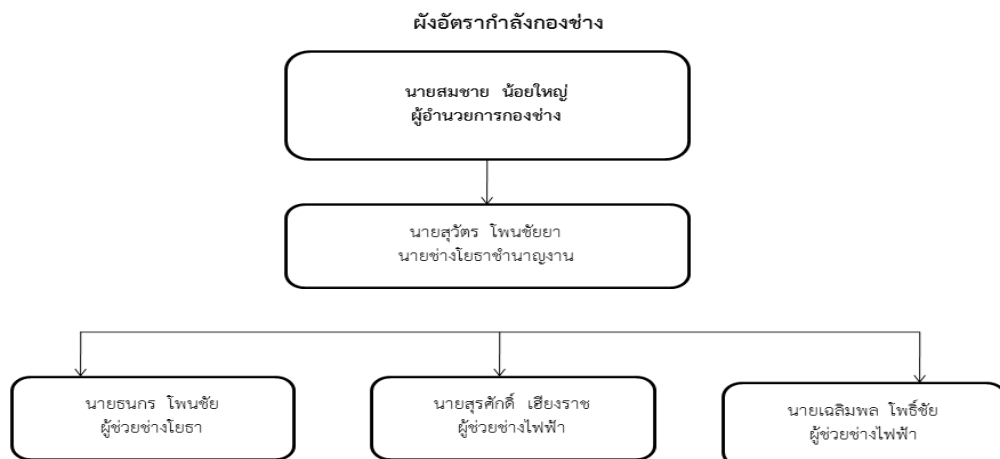 ผังอัตรากำลังกองช่าง
นายสมชาย น้อยใหญ่
ผู้อำนวยการกองช่าง
นายสุวัตร โพนชัยยา
นายช่างโยธาชำนาญงาน
นายธนกร โพนชัย
ผู้ช่วยช่างโยธา
นายสุรศักดิ์ เฮียงราช
ผู้ช่วยช่างไฟฟ้า
นายเฉลิมพล โพธิ์ชัย
ผู้ช่วยช่างไฟฟ้า